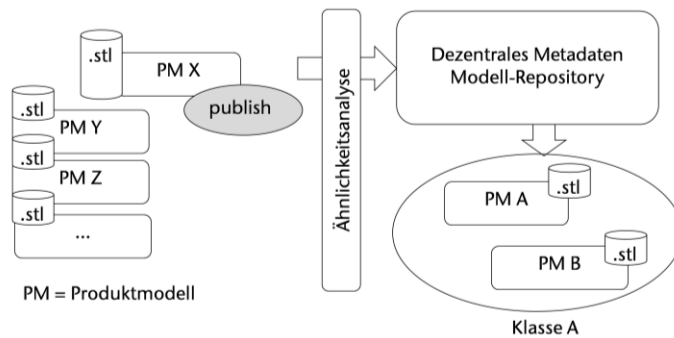 .stl
PM X
publish
.stl
PM Y
.stl
PM Z
.stl
...
PM = Produktmodell
Ähnlichkeitsanalyse
Dezentrales Metadaten
Modell-Repository
.stl
PM A
.stl
PM B
Klasse A